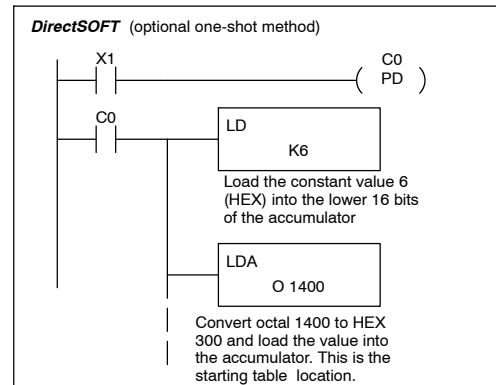 DirectSOFT (optional one-shot method)
X1
C0
PD
C0
LD
K6
Load the constant value 6
(HEX) into the lower 16 bits
of the accumulator
LDA
O 1400
Convert octal 1400 to HEX
300 and load the value into
the accumulator. This is the
starting table location.